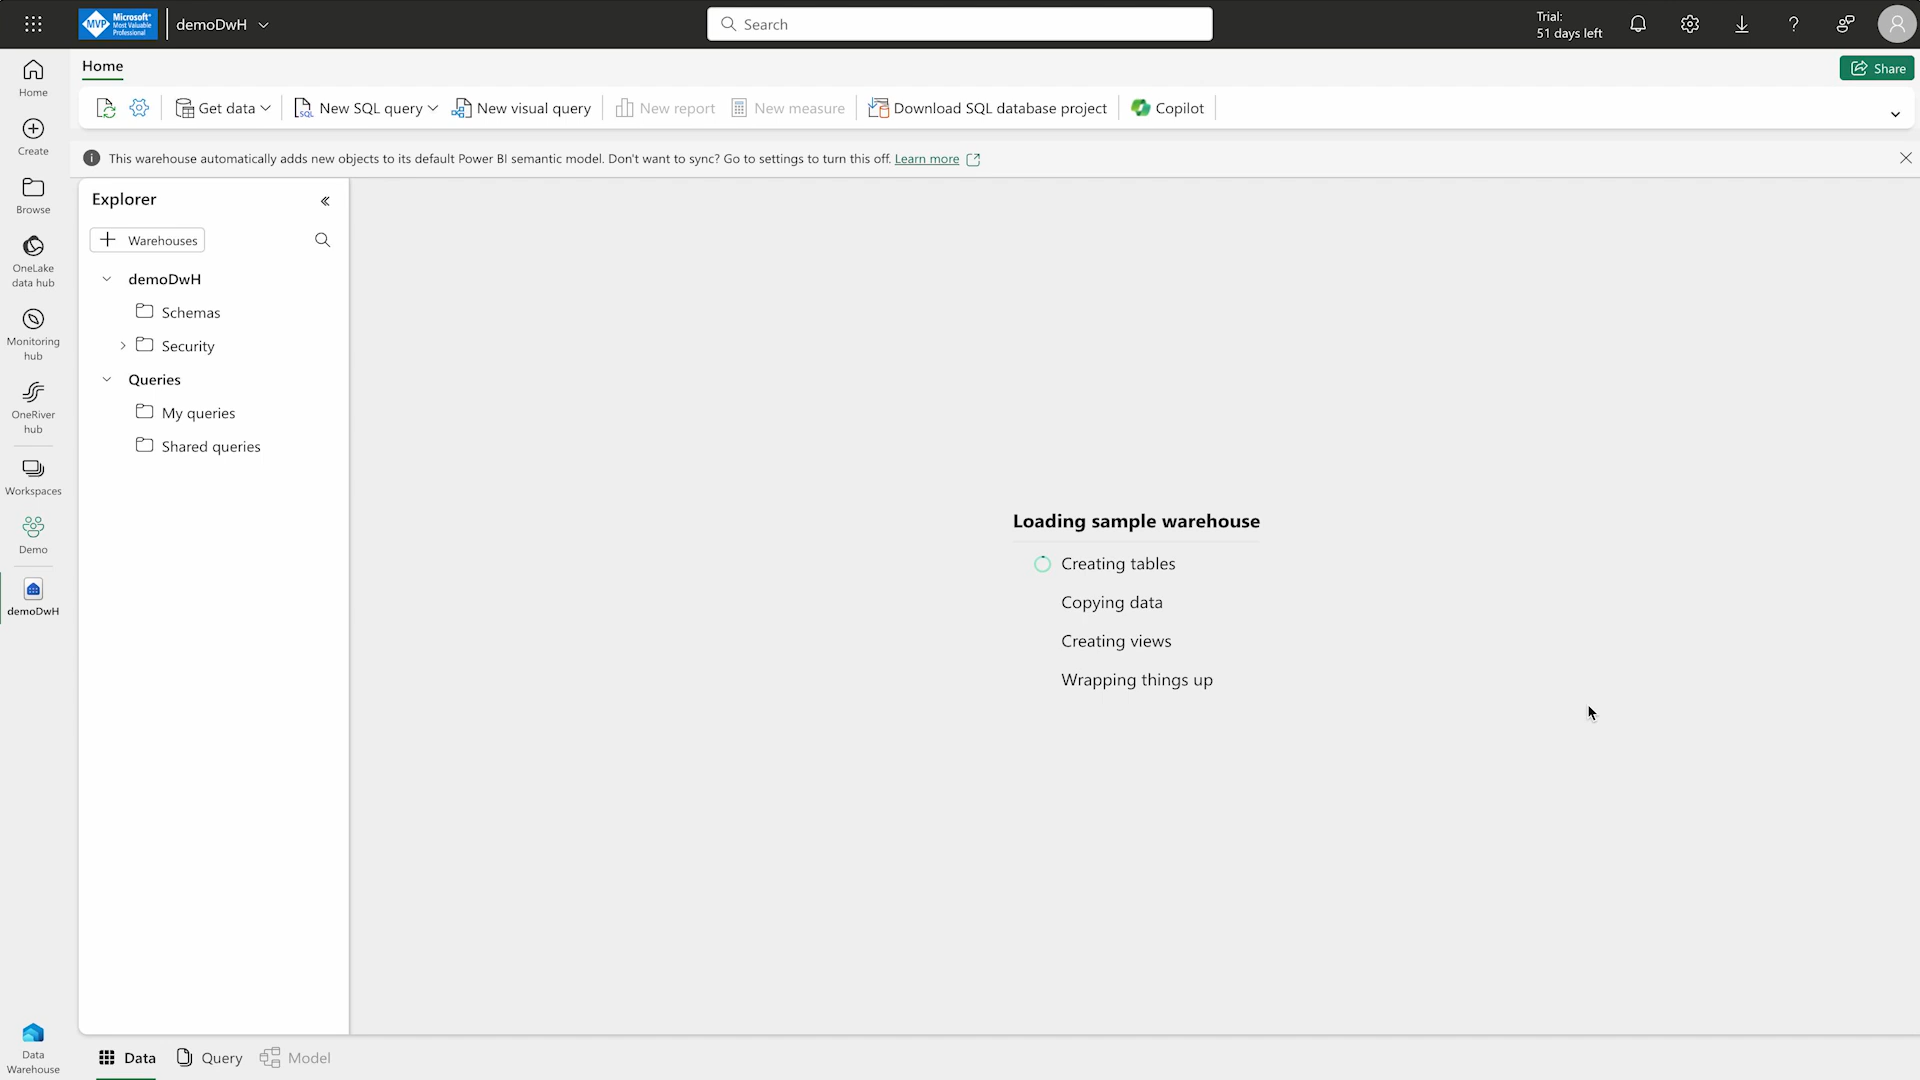 MVP
Microsoft®
Most Valuable
Professional
demoDwH
Search
Trial:
51 days left
Home
Share
Get data
New SQL query
New visual query
New report
New measure
Download SQL database project
Copilot
This warehouse automatically adds new objects to its default Power BI semantic model. Don't want to sync? Go to settings to turn this off. Learn more
Home
Create
Browse
OneLake
data hub
Monitoring
hub
OneRiver
hub
Workspaces
Demo
demoDwH
Data
Warehouse
Explorer
Warehouses
demoDwH
Schemas
Security
Queries
My queries
Shared queries
Loading sample warehouse
Creating tables
Copying data
Creating views
Wrapping things up
Data
Query
Model